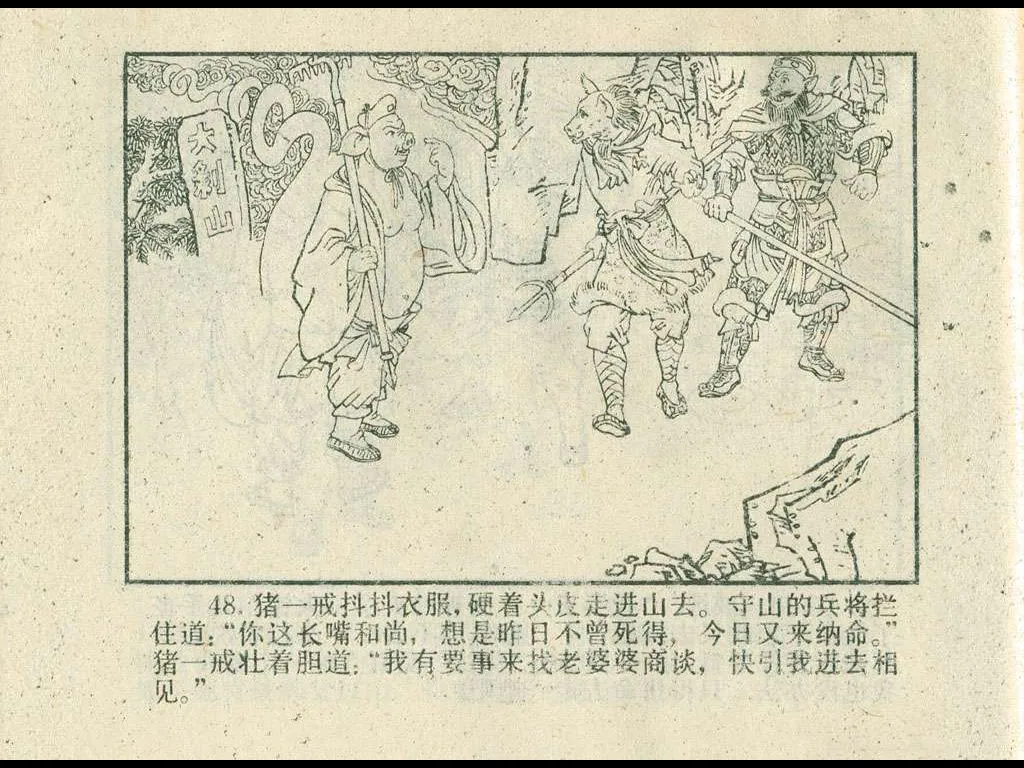 大剑山
48. 猪一戒抖抖衣服,硬着头皮走进山去。守山的兵将拦
住道:“你这长嘴和尚, 想是昨日不曾死得, 今日又来纳命。”
猪一戒壮着胆道:“我有要事来找老婆婆商谈, 快引我进去相
见。”